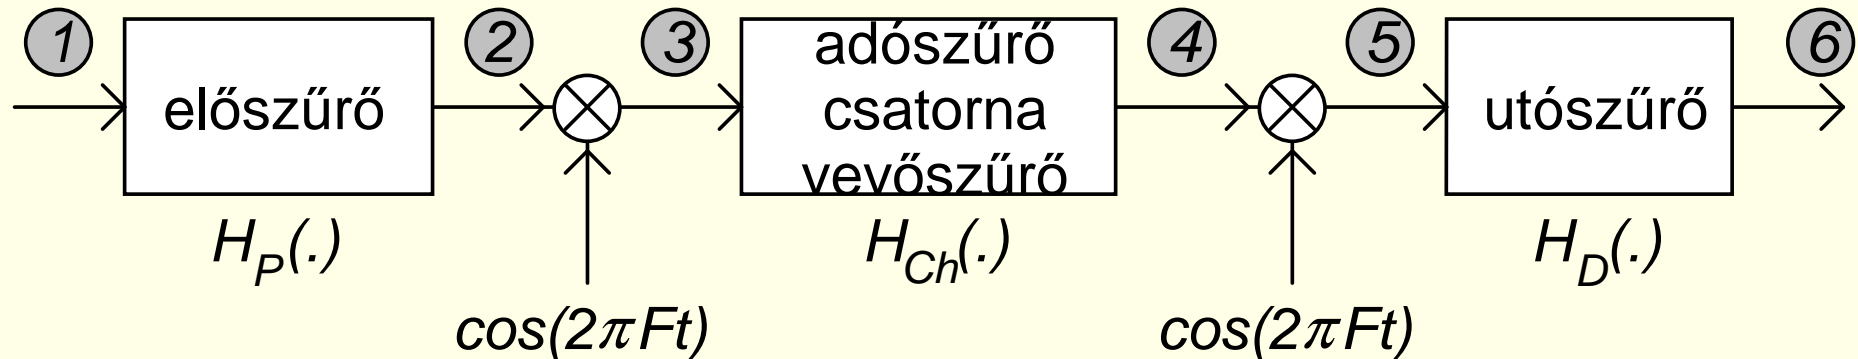 1 2 3 4 5 6
előszűrő
adószűrő
csatorna
vevőszűrő
utószűrő
H_P(.)
H_Ch(.)
H_D(.)
cos(2πFt)
cos(2πFt)